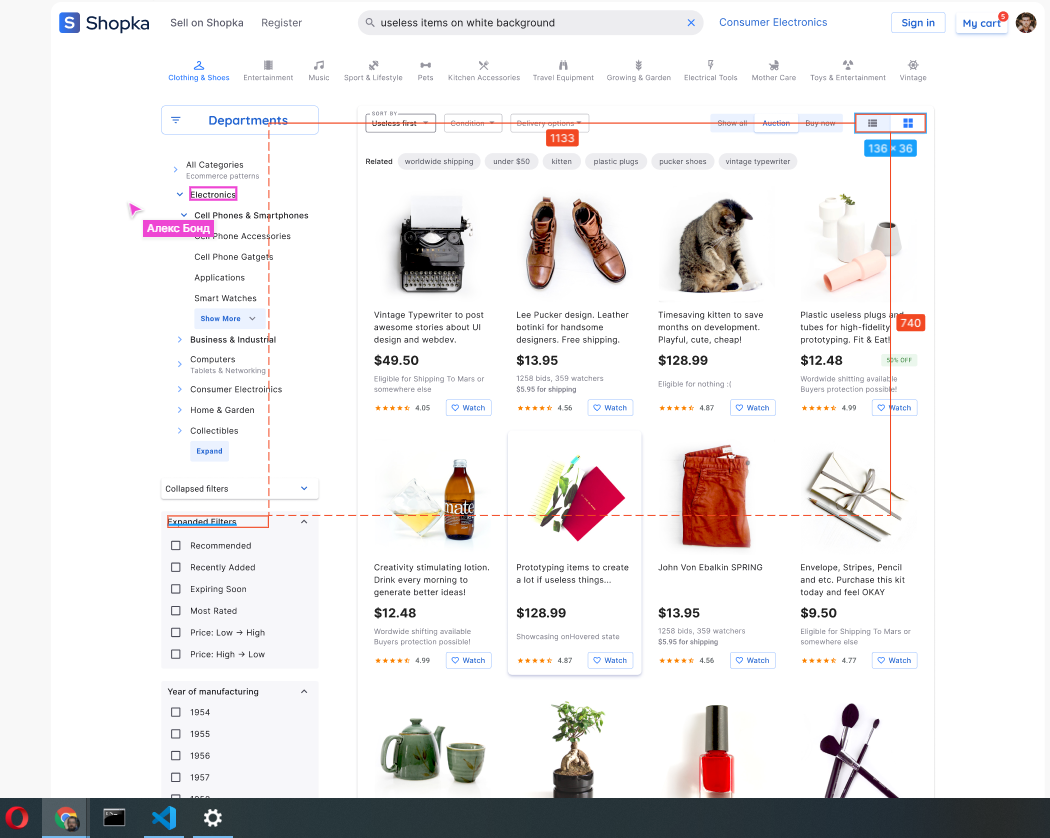 S Shopka
Sell on Shopka
Register
useless items on white background
Consumer Electronics
Sign in
My cart
5
Clothing & Shoes
Entertainment
Music
Sport & Lifestyle
Pets
Kitchen Accessories
Travel Equipment
Growing & Garden
Electrical Tools
Mother Care
Toys & Entertainment
Vintage
Departments
SORT BY
Useless first
Condition
Delivery options
Show all
Auction
Buy now
1133
136 × 36
Related
worldwide shipping
under $50
kitten
plastic plugs
pucker shoes
vintage typewriter
All Categories
Ecommerce patterns
Electronics
Cell Phones & Smartphones
Алекс Бонд
Cell Phone Accessories
Cell Phone Gatgets
Applications
Smart Watches
Show More
Business & Industrial
Computers
Tablets & Networking
Consumer Electroinics
Home & Garden
Collectibles
Expand
Collapsed filters
Expanded Filters
Recommended
Recently Added
Expiring Soon
Most Rated
Price: Low → High
Price: High → Low
Year of manufacturing
1954
1955
1956
1957
Vintage Typewriter to post
awesome stories about UI
design and webdev.
$49.50
Eligible for Shipping To Mars or
somewhere else
4.05
Watch
Lee Pucker design. Leather
botinki for handsome
designers. Free shipping.
$13.95
1258 bids, 359 watchers
$5.95 for shipping
4.56
Watch
Timesaving kitten to save
months on development.
Playful, cute, cheap!
$128.99
Eligible for nothing :(
4.87
Watch
740
Plastic useless plugs and
tubes for high-fidelity
prototyping. Fit & Eat!
$12.48
50% OFF
Wordwide shitting available
Buyers protection possible!
4.99
Watch
Creativity stimulating lotion.
Drink every morning to
generate better ideas!
$12.48
Wordwide shifting available
Buyers protection possible!
4.99
Watch
Prototyping items to create
a lot if useless things...
$128.99
Showcasing onHovered state
4.87
Watch
John Von Ebalkin SPRING
$13.95
1258 bids, 359 watchers
$5.95 for shipping
4.56
Watch
Envelope, Stripes, Pencil
and etc. Purchase this kit
today and feel OKAY
$9.50
Eligible for Shipping To Mars or
somewhere else
4.77
Watch